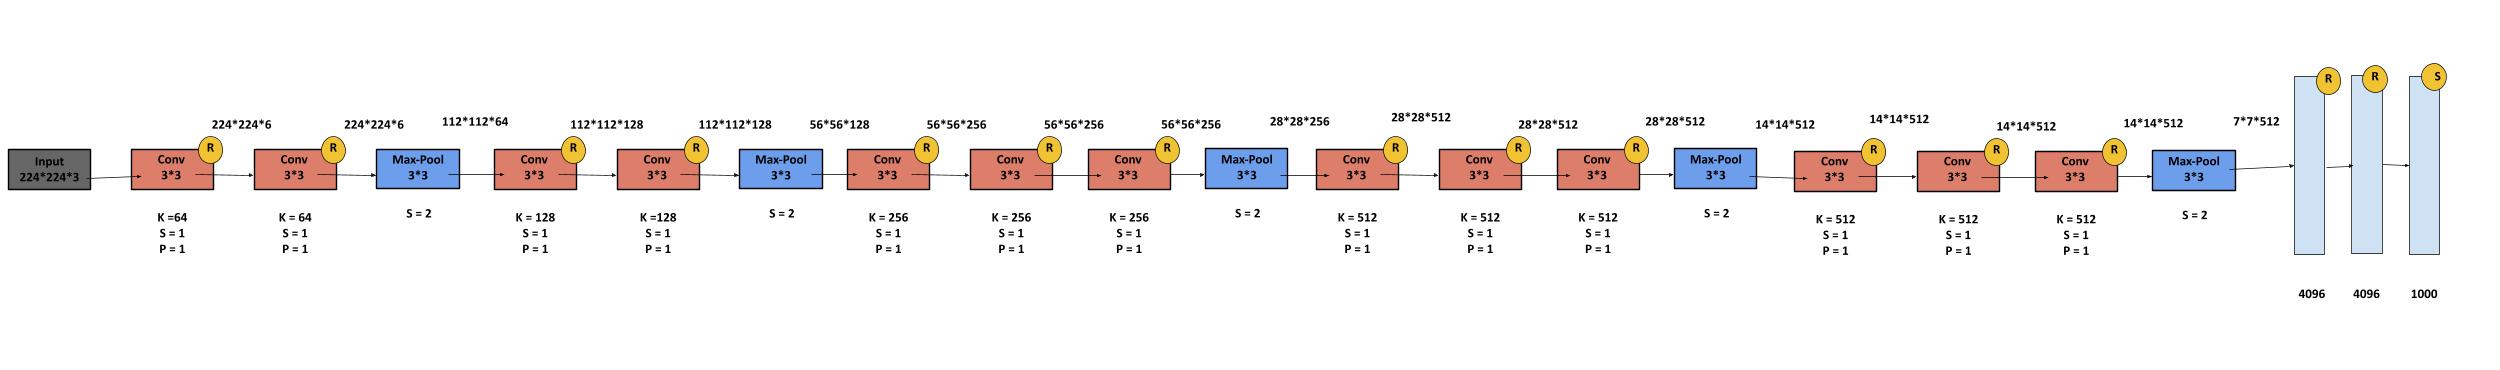 Input
224*224*3
Conv
3*3
R
K =64
S = 1
P = 1
224*224*6
Conv
3*3
R
K = 64
S = 1
P = 1
224*224*6
Max-Pool
3*3
S = 2
112*112*64
Conv
3*3
R
K = 128
S = 1
P = 1
112*112*128
Conv
3*3
R
K =128
S = 1
P = 1
112*112*128
Max-Pool
3*3
S = 2
56*56*128
Conv
3*3
R
K = 256
S = 1
P = 1
56*56*256
Conv
3*3
R
K = 256
S = 1
P = 1
56*56*256
Conv
3*3
R
K = 256
S = 1
P = 1
56*56*256
Max-Pool
3*3
S = 2
28*28*256
Conv
3*3
R
K = 512
S = 1
P = 1
28*28*512
Conv
3*3
R
K = 512
S = 1
P = 1
28*28*512
Conv
3*3
R
K = 512
S = 1
P = 1
28*28*512
Max-Pool
3*3
S = 2
14*14*512
Conv
3*3
R
K = 512
S = 1
P = 1
14*14*512
Conv
3*3
R
K = 512
S = 1
P = 1
14*14*512
Conv
3*3
R
K = 512
S = 1
P = 1
14*14*512
Max-Pool
3*3
S = 2
7*7*512
R
4096
R
4096
S
1000